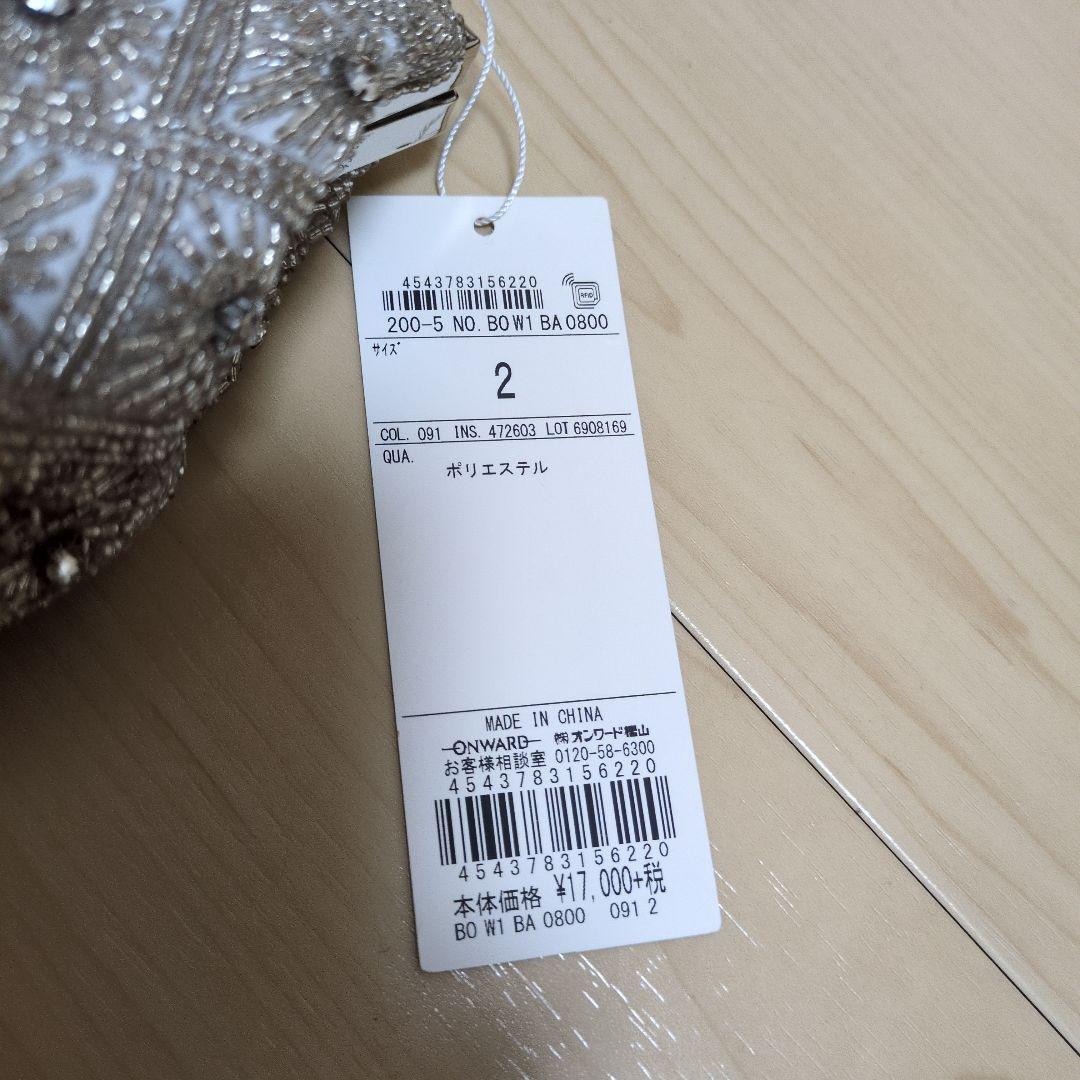 4543783156220
RFID
200-5 NO. BO W1 BA 0800
サイズ
2
COL. 091 INS. 472603 LOT 6908169
QUA.
ポリエステル
MADE IN CHINA
ONWARD ㈱オンワード樫山
お客様相談室 0120-58-6300
4543783156220
4543783156220
本体価格 ¥17,000+税
BO W1 BA 0800 091 2